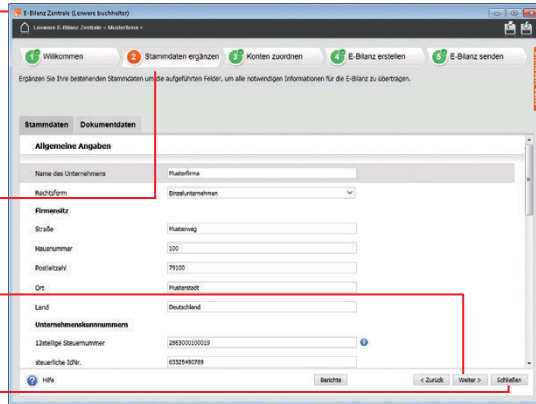 E-Bilanz Zentrale (Lexware buchhalter)
Lexware E-Bilanz Zentrale < Musterfirma >
1 Willkommen 2 Stammdaten ergänzen 3 Konten zuordnen 4 E-Bilanz erstellen 5 E-Bilanz senden
Ergänzen Sie Ihre bestehenden Stammdaten um die aufgeführten Felder, um alle notwendigen Informationen für die E-Bilanz zu übertragen.
Stammdaten Dokumentdaten
Allgemeine Angaben
Name des Unternehmens Musterfirma
Rechtsform Einzelunternehmen
Firmensitz
Straße Musterweg
Hausnummer 100
Postleitzahl 79100
Ort Musterstadt
Land Deutschland
Unternehmenskennnummern
13stellige Steuernummer 2863000100019
steuerliche IdNr. 83325490789
Hilfe Berichte < Zurück Weiter > Schließen